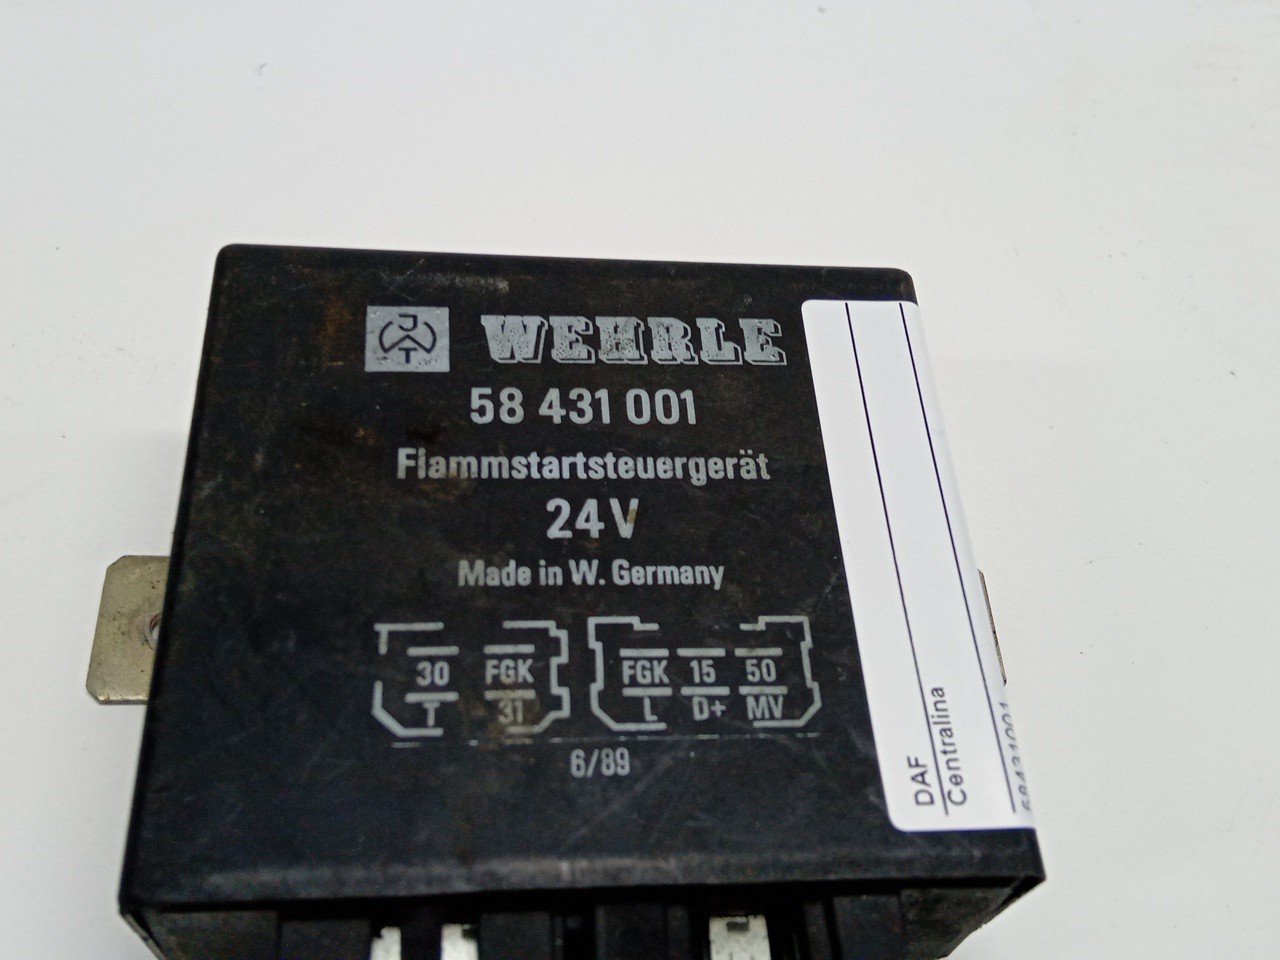 WEHRLE
58 431 001
Flammstartsteuergerät
24V
Made in W. Germany
30 FGK FGK 15 50
T 31 L D+ MV
6/89
DAF
Centralina
58431001